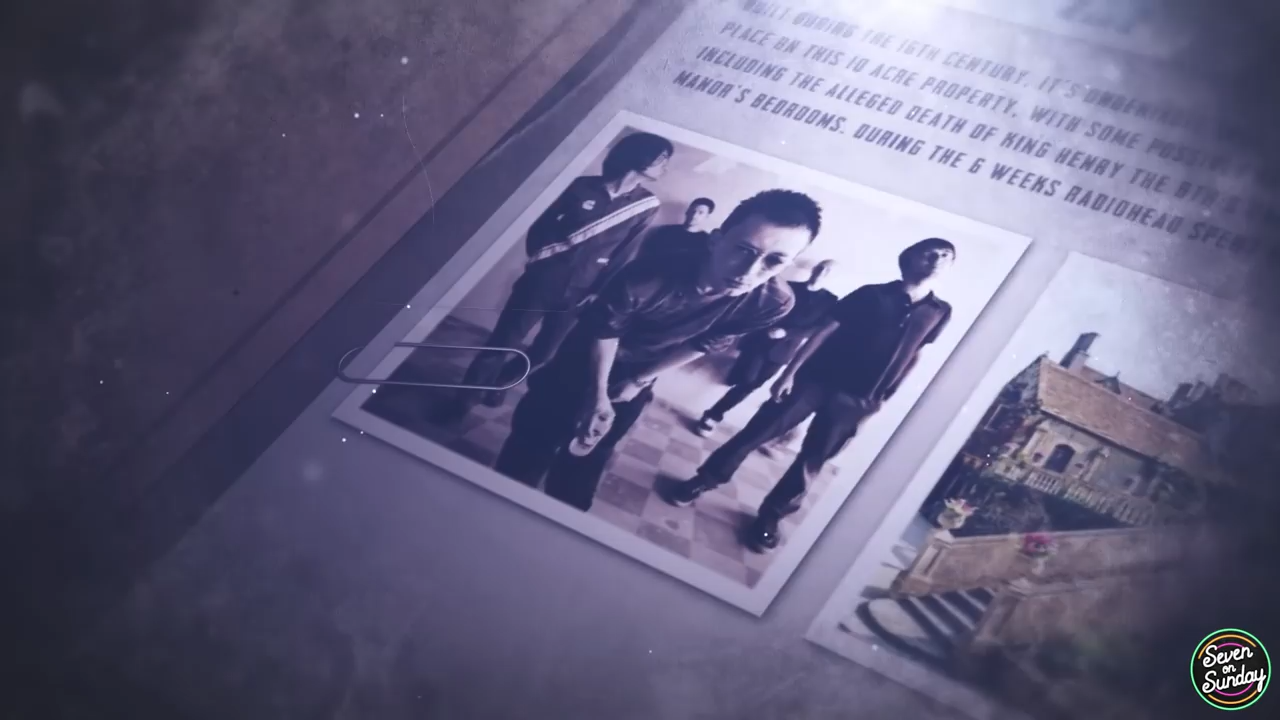 BUILT DURING THE 16TH CENTURY, IT'S
PLACE ON THIS 10 ACRE PROPERTY, WITH SOME
INCLUDING THE ALLEGED DEATH OF KING HENRY THE 8TH'S
MANOR'S BEDROOMS. DURING THE 6 WEEKS RADIOHEAD SPENT
Seven
on
Sunday